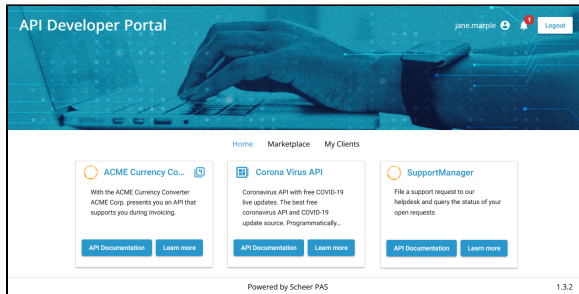 API Developer Portal
jane.marple
1
Logout
Home Marketplace My Clients
ACME Currency Co... 4
With the ACME Currency Converter
ACME Corp. presents you an API that
supports you during invoicing.
API Documentation Learn more
Corona Virus API
Coronavirus API with free COVID-19
live updates. The best free
coronavirus API and COVID-19
update source. Programmatically...
API Documentation Learn more
SupportManager
File a support request to our
helpdesk and query the status of your
open requests
API Documentation Learn more
Powered by Scheer PAS
1.3.2